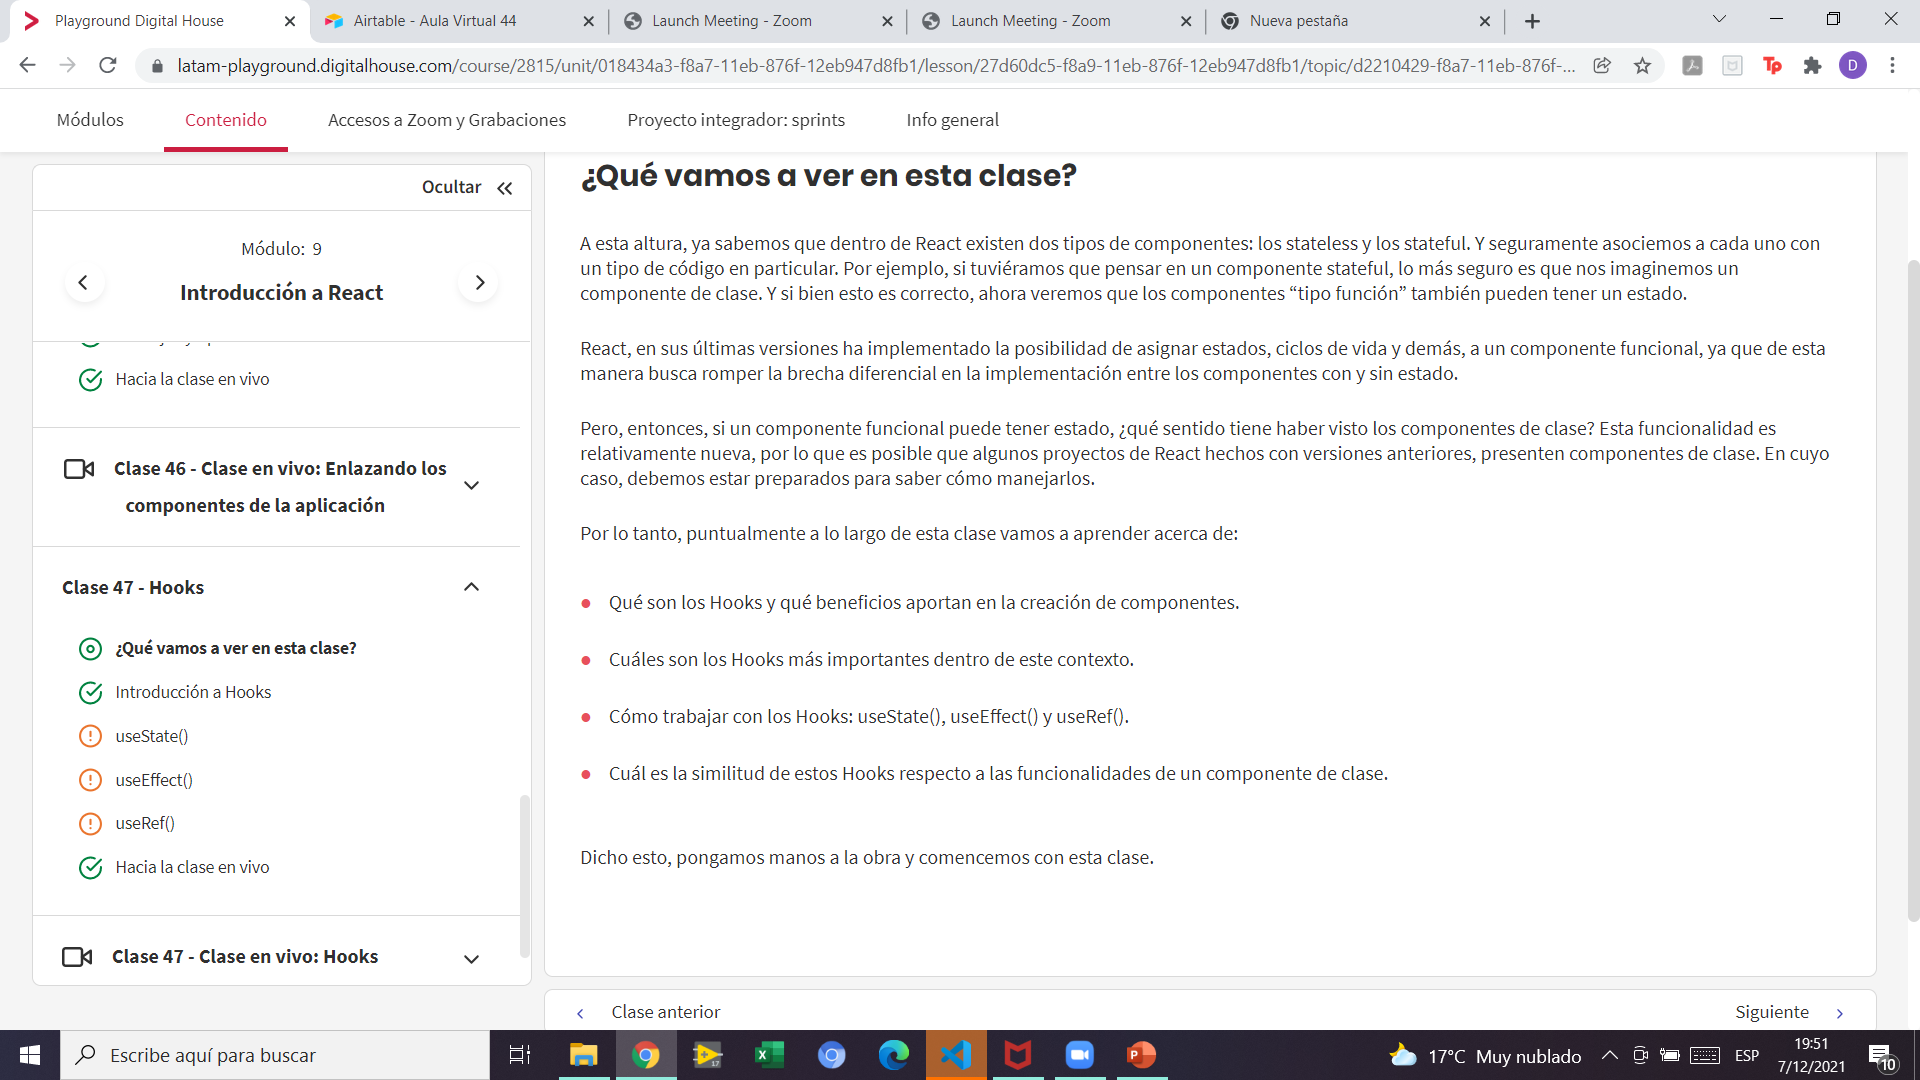 Playground Digital House
Airtable - Aula Virtual 44
Launch Meeting - Zoom
Launch Meeting - Zoom
Nueva pestaña
latam-playground.digitalhouse.com/course/2815/unit/018434a3-f8a7-11eb-876f-12eb947d8fb1/lesson/27d60dc5-f8a9-11eb-876f-12eb947d8fb1/topic/d2210429-f8a7-11eb-876f-...
D
Módulos
Contenido
Accesos a Zoom y Grabaciones
Proyecto integrador: sprints
Info general
Ocultar
Módulo: 9
Introducción a React
Hacia la clase en vivo
Clase 46 - Clase en vivo: Enlazando los
componentes de la aplicación
Clase 47 - Hooks
¿Qué vamos a ver en esta clase?
Introducción a Hooks
useState()
useEffect()
useRef()
Hacia la clase en vivo
Clase 47 - Clase en vivo: Hooks
¿Qué vamos a ver en esta clase?
A esta altura, ya sabemos que dentro de React existen dos tipos de componentes: los stateless y los stateful. Y seguramente asociemos a cada uno con
un tipo de código en particular. Por ejemplo, si tuviéramos que pensar en un componente stateful, lo más seguro es que nos imaginemos un
componente de clase. Y si bien esto es correcto, ahora veremos que los componentes “tipo función” también pueden tener un estado.
React, en sus últimas versiones ha implementado la posibilidad de asignar estados, ciclos de vida y demás, a un componente funcional, ya que de esta
manera busca romper la brecha diferencial en la implementación entre los componentes con y sin estado.
Pero, entonces, si un componente funcional puede tener estado, ¿qué sentido tiene haber visto los componentes de clase? Esta funcionalidad es
relativamente nueva, por lo que es posible que algunos proyectos de React hechos con versiones anteriores, presenten componentes de clase. En cuyo
caso, debemos estar preparados para saber cómo manejarlos.
Por lo tanto, puntualmente a lo largo de esta clase vamos a aprender acerca de:
Qué son los Hooks y qué beneficios aportan en la creación de componentes.
Cuáles son los Hooks más importantes dentro de este contexto.
Cómo trabajar con los Hooks: useState(), useEffect() y useRef().
Cuál es la similitud de estos Hooks respecto a las funcionalidades de un componente de clase.
Dicho esto, pongamos manos a la obra y comencemos con esta clase.
Clase anterior
Siguiente
Escribe aquí para buscar
17°C Muy nublado
ESP
19:51
7/12/2021
10